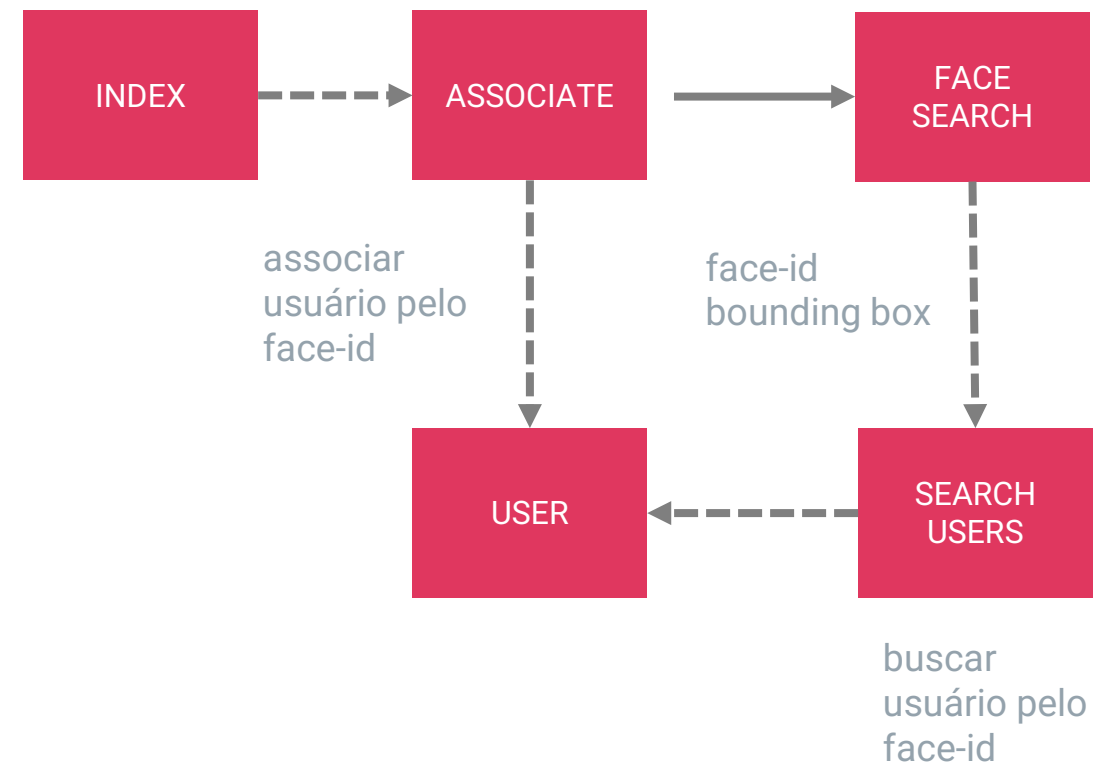 INDEX
ASSOCIATE
FACE
SEARCH
associar
usuário pelo
face-id
face-id
bounding box
USER
SEARCH
USERS
buscar
usuário pelo
face-id